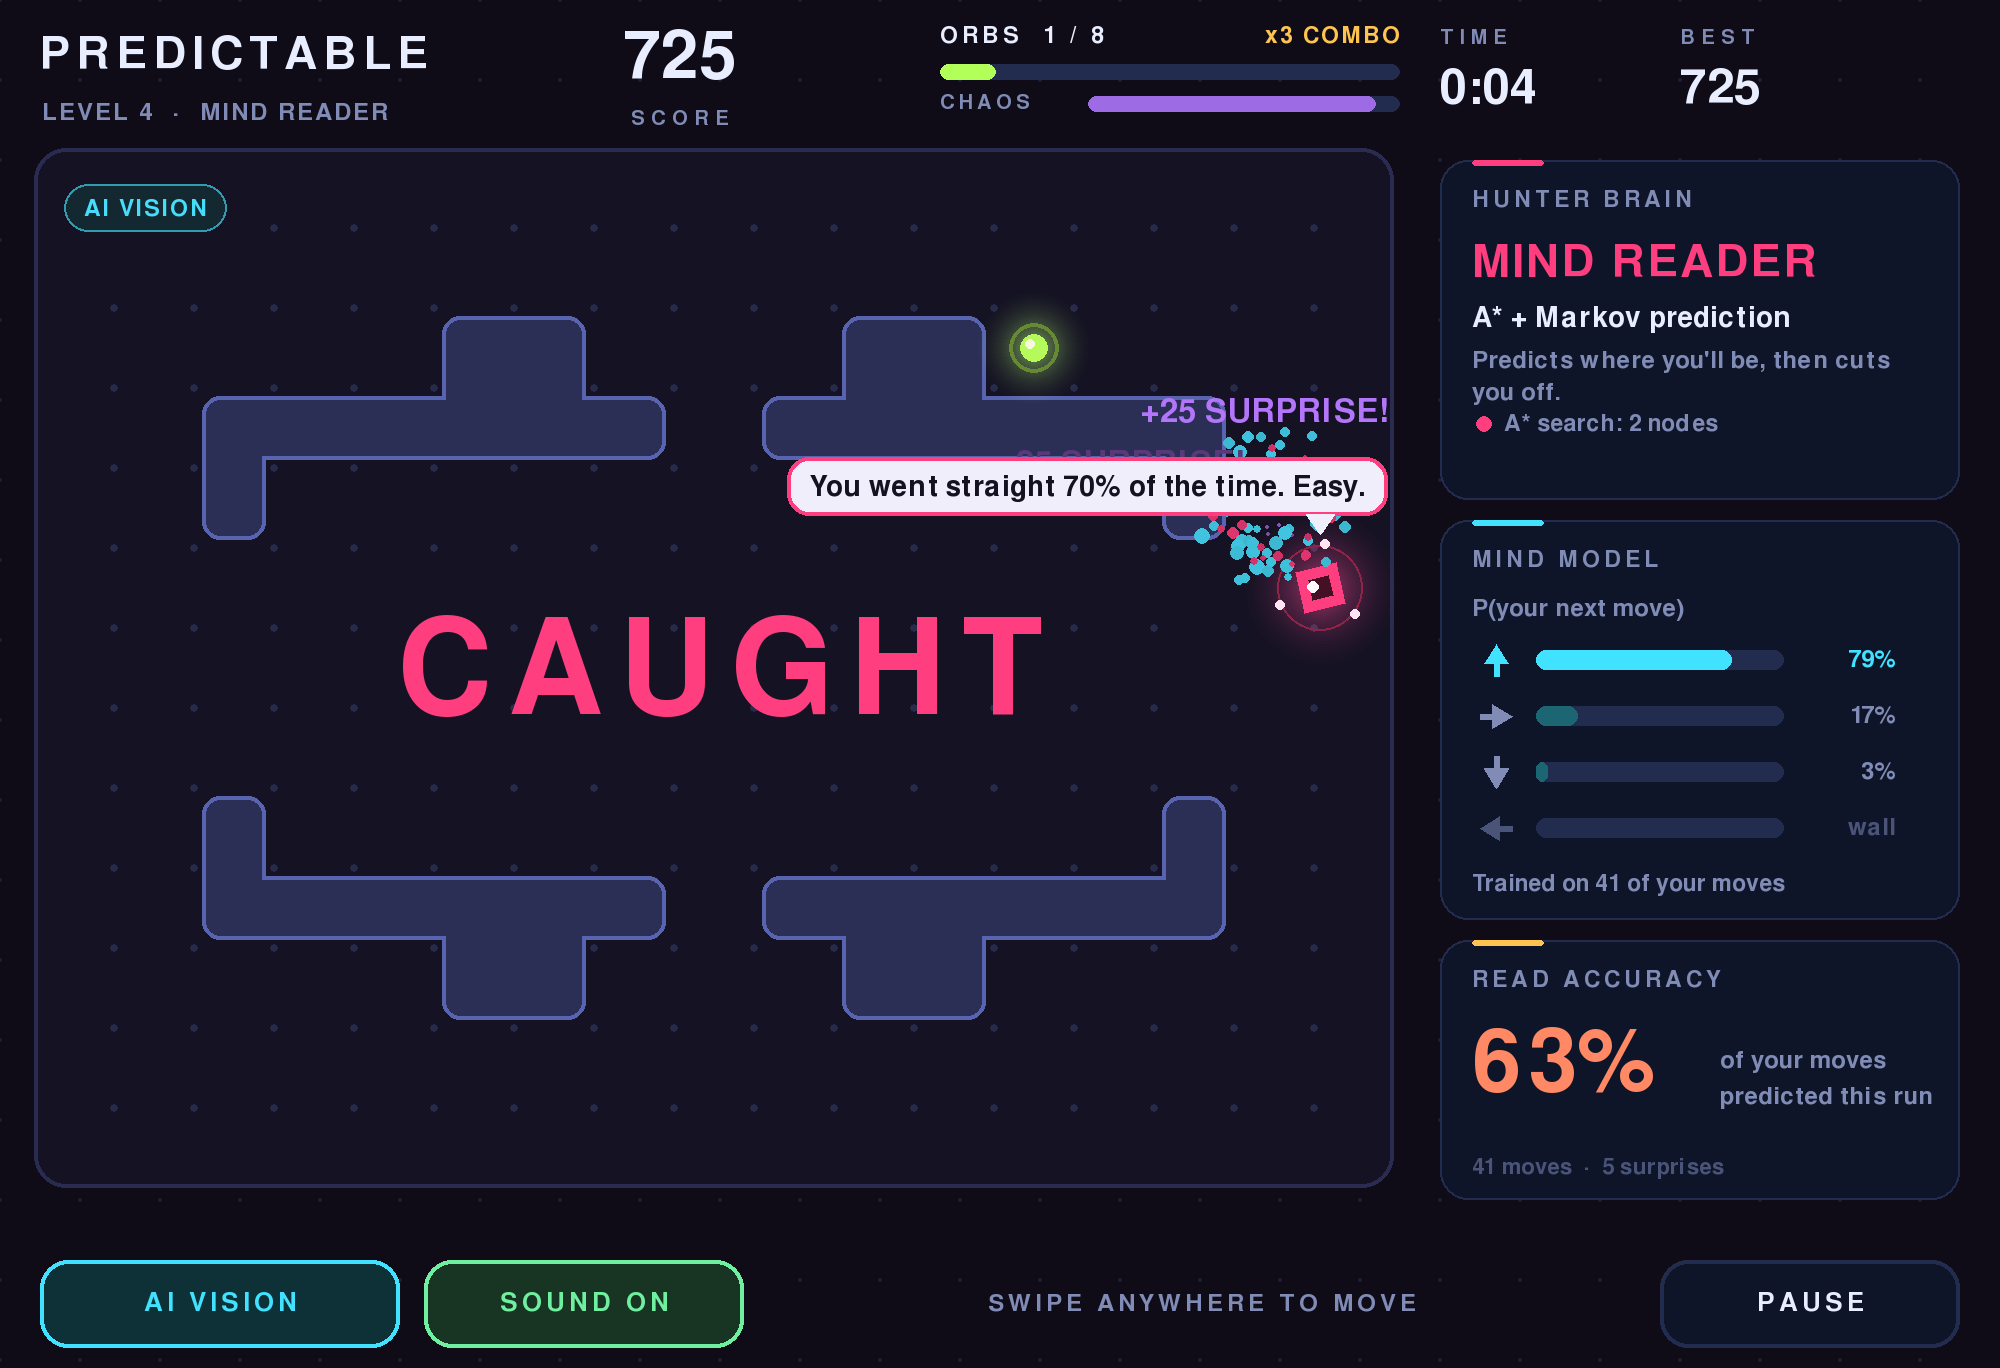 PREDICTABLE
LEVEL 4 · MIND READER
725
SCORE
ORBS 1 / 8
x3 COMBO
CHAOS
TIME
0:04
BEST
725
AI VISION
+25 SURPRISE!
You went straight 70% of the time. Easy.
CAUGHT
HUNTER BRAIN
MIND READER
A* + Markov prediction
Predicts where you'll be, then cuts
you off.
A* search: 2 nodes
MIND MODEL
P(your next move)
79%
17%
3%
wall
Trained on 41 of your moves
READ ACCURACY
63%
of your moves
predicted this run
41 moves · 5 surprises
AI VISION
SOUND ON
SWIPE ANYWHERE TO MOVE
PAUSE